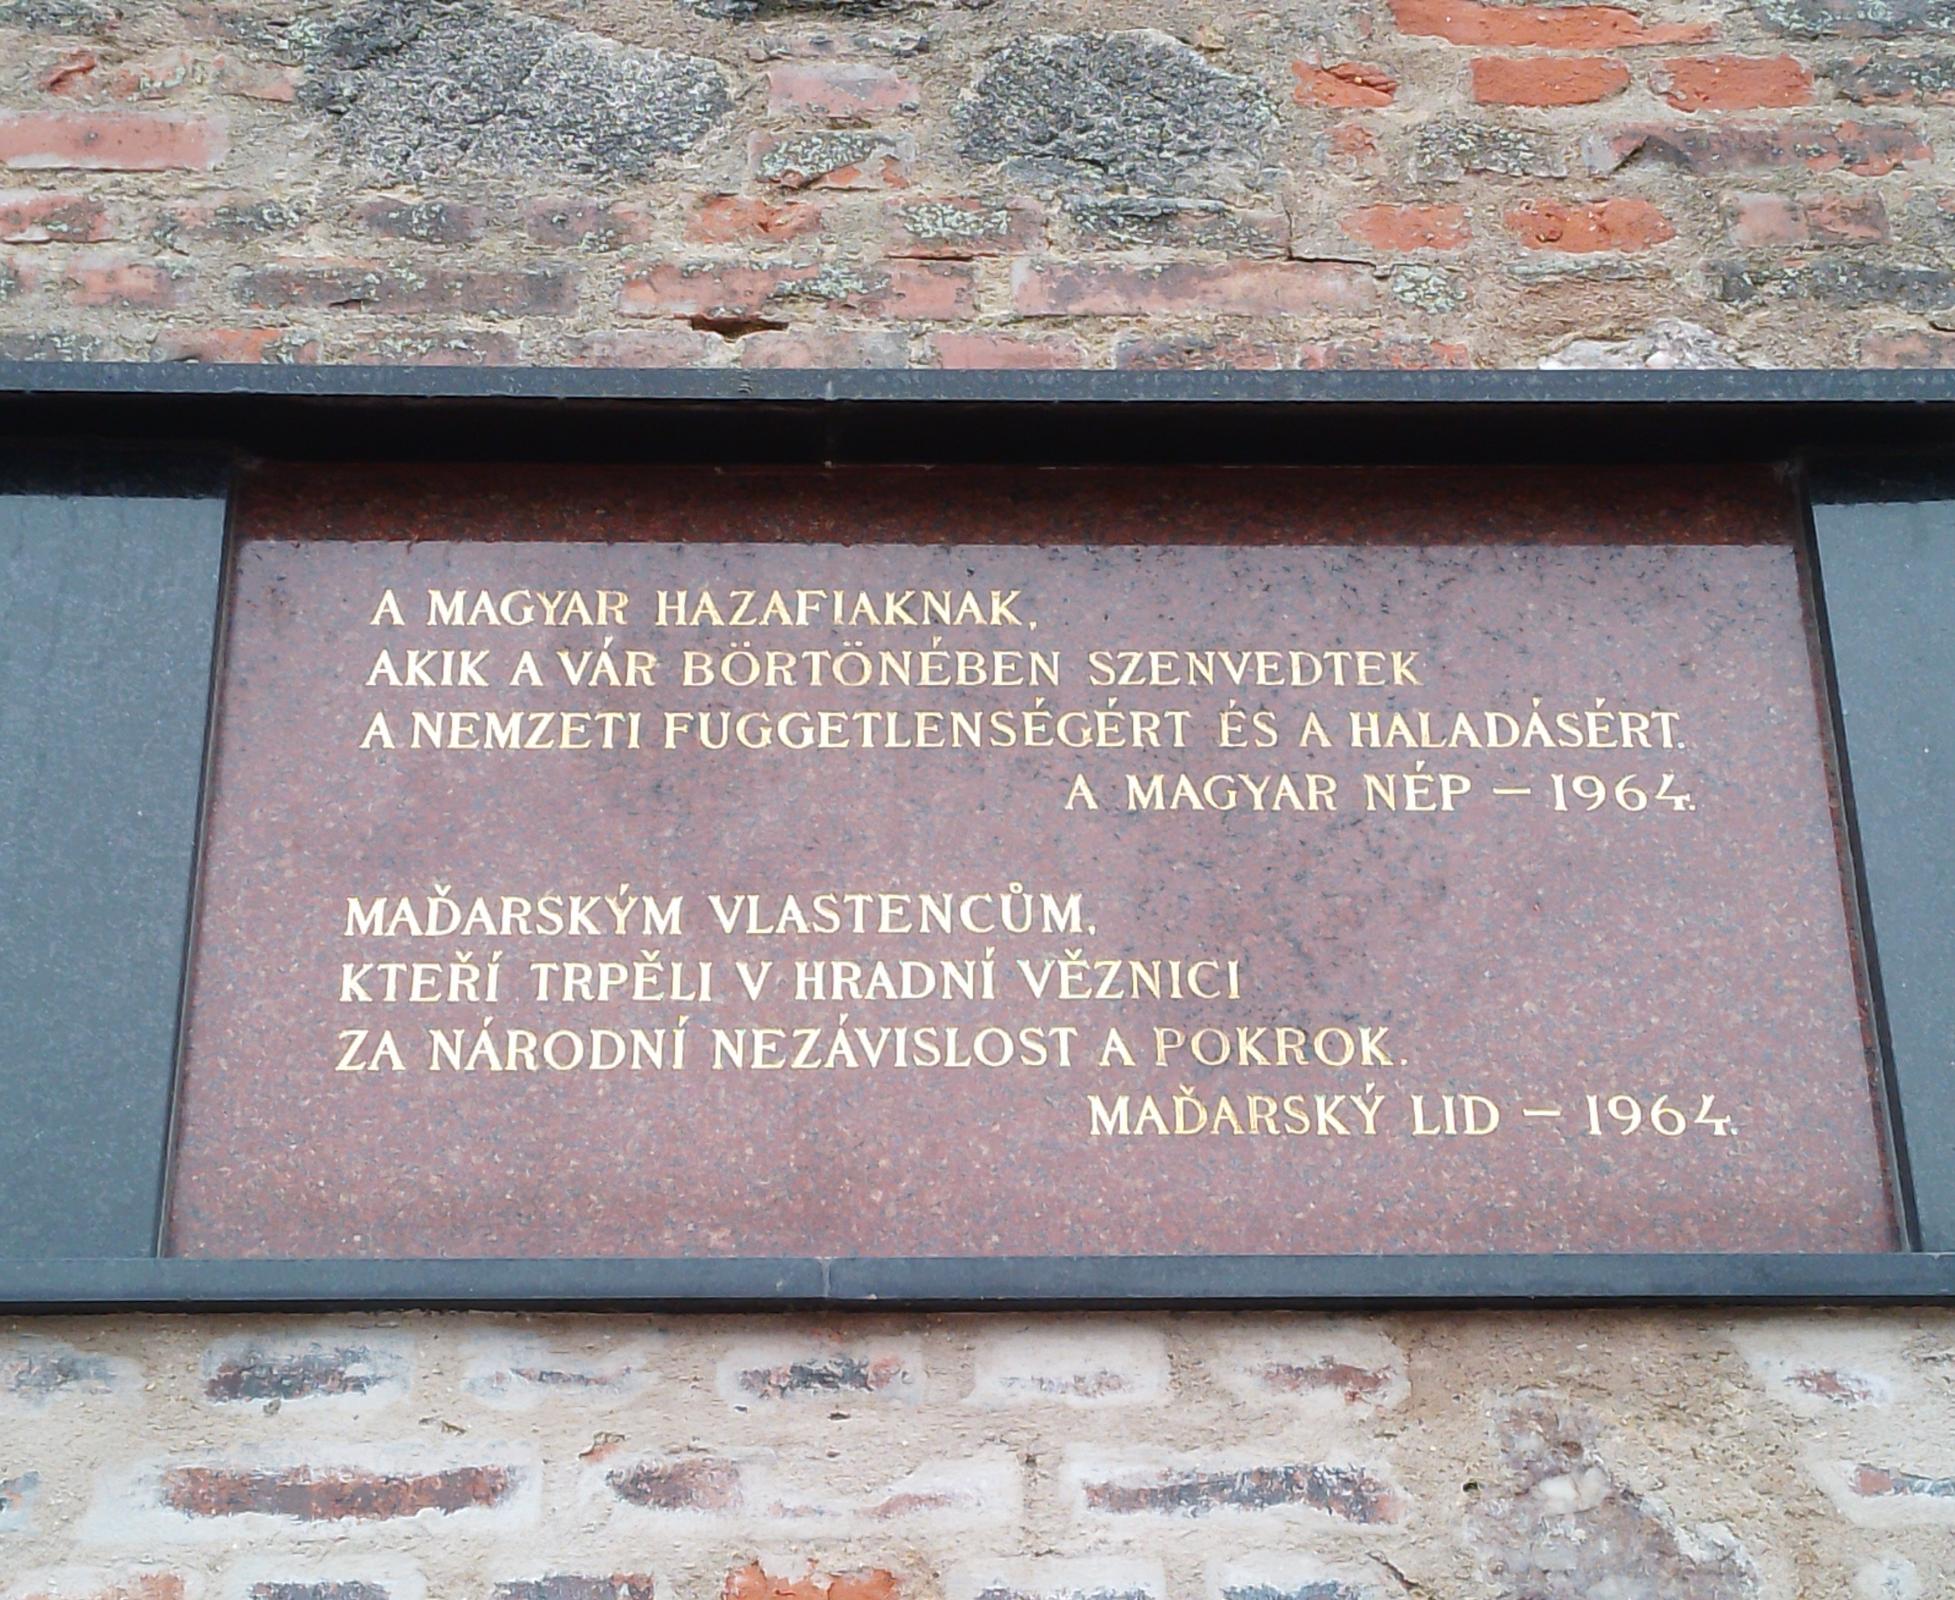 A MAGYAR HAZAFIAKNAK,
AKIK A VÁR BÖRTÖNÉBEN SZENVEDTEK
A NEMZETI FUGGETLENSÉGÉRT ÉS A HALADÁSÉRT.
A MAGYAR NÉP – 1964.
MAĎARSKÝM VLASTENCŮM,
KTEŘÍ TRPĚLI V HRADNÍ VĚZNICI
ZA NÁRODNÍ NEZÁVISLOST A POKROK.
MAĎARSKÝ LID – 1964.